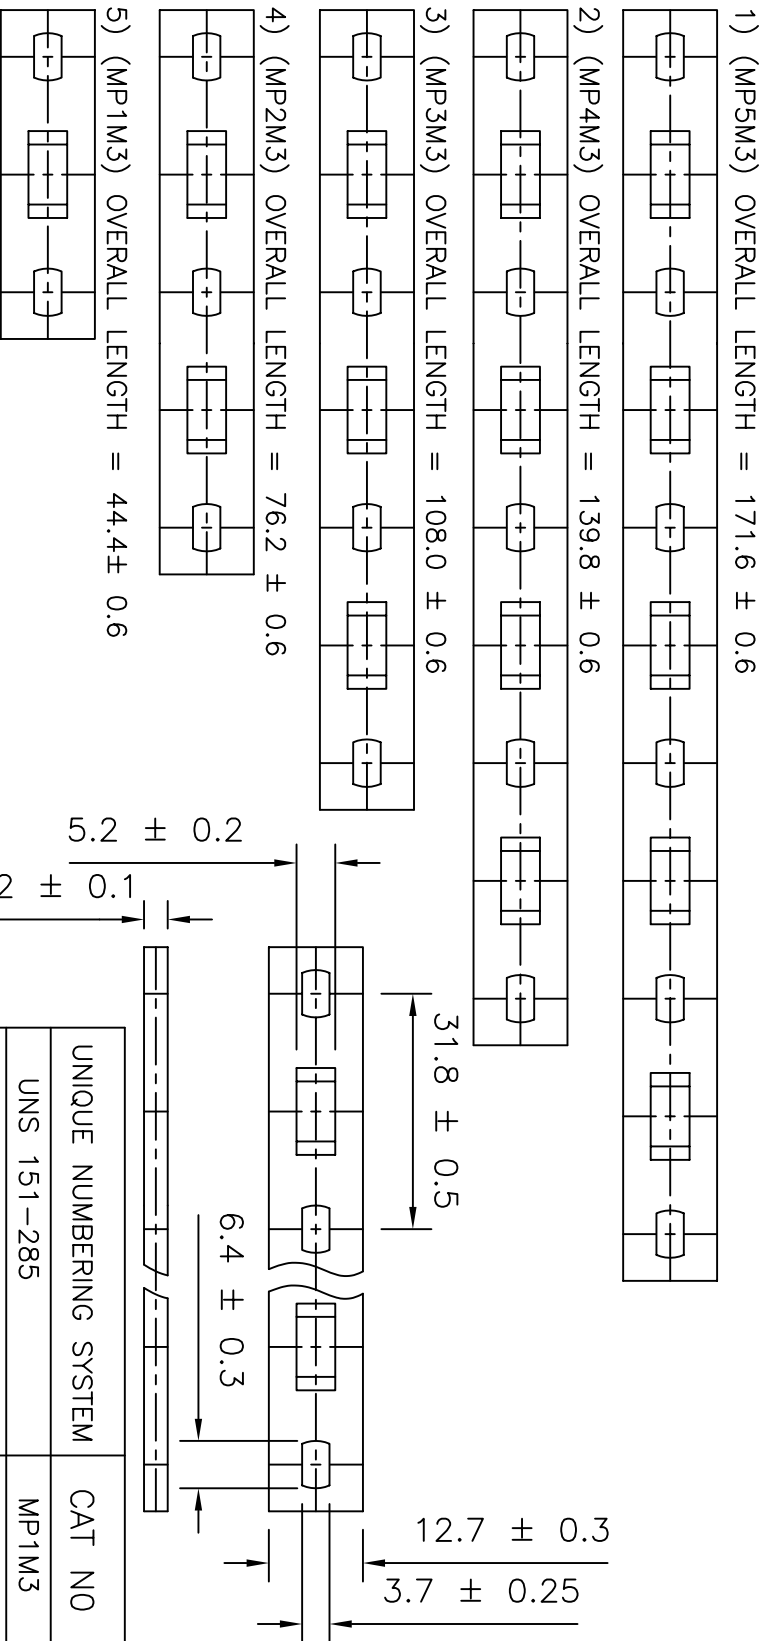 1) (MP5M3) OVERALL LENGTH = 171.6 ± 0.6
2) (MP4M3) OVERALL LENGTH = 139.8 ± 0.6
3) (MP3M3) OVERALL LENGTH = 108.0 ± 0.6
4) (MP2M3) OVERALL LENGTH = 76.2 ± 0.6
5) (MP1M3) OVERALL LENGTH = 44.4± 0.6
31.8 ± 0.5
5.2 ± 0.2
12.7 ± 0.3
3.7 ± 0.25
6.4 ± 0.3
2 ± 0.1
UNIQUE NUMBERING SYSTEM CAT NO
UNS 151-285 MP1M3